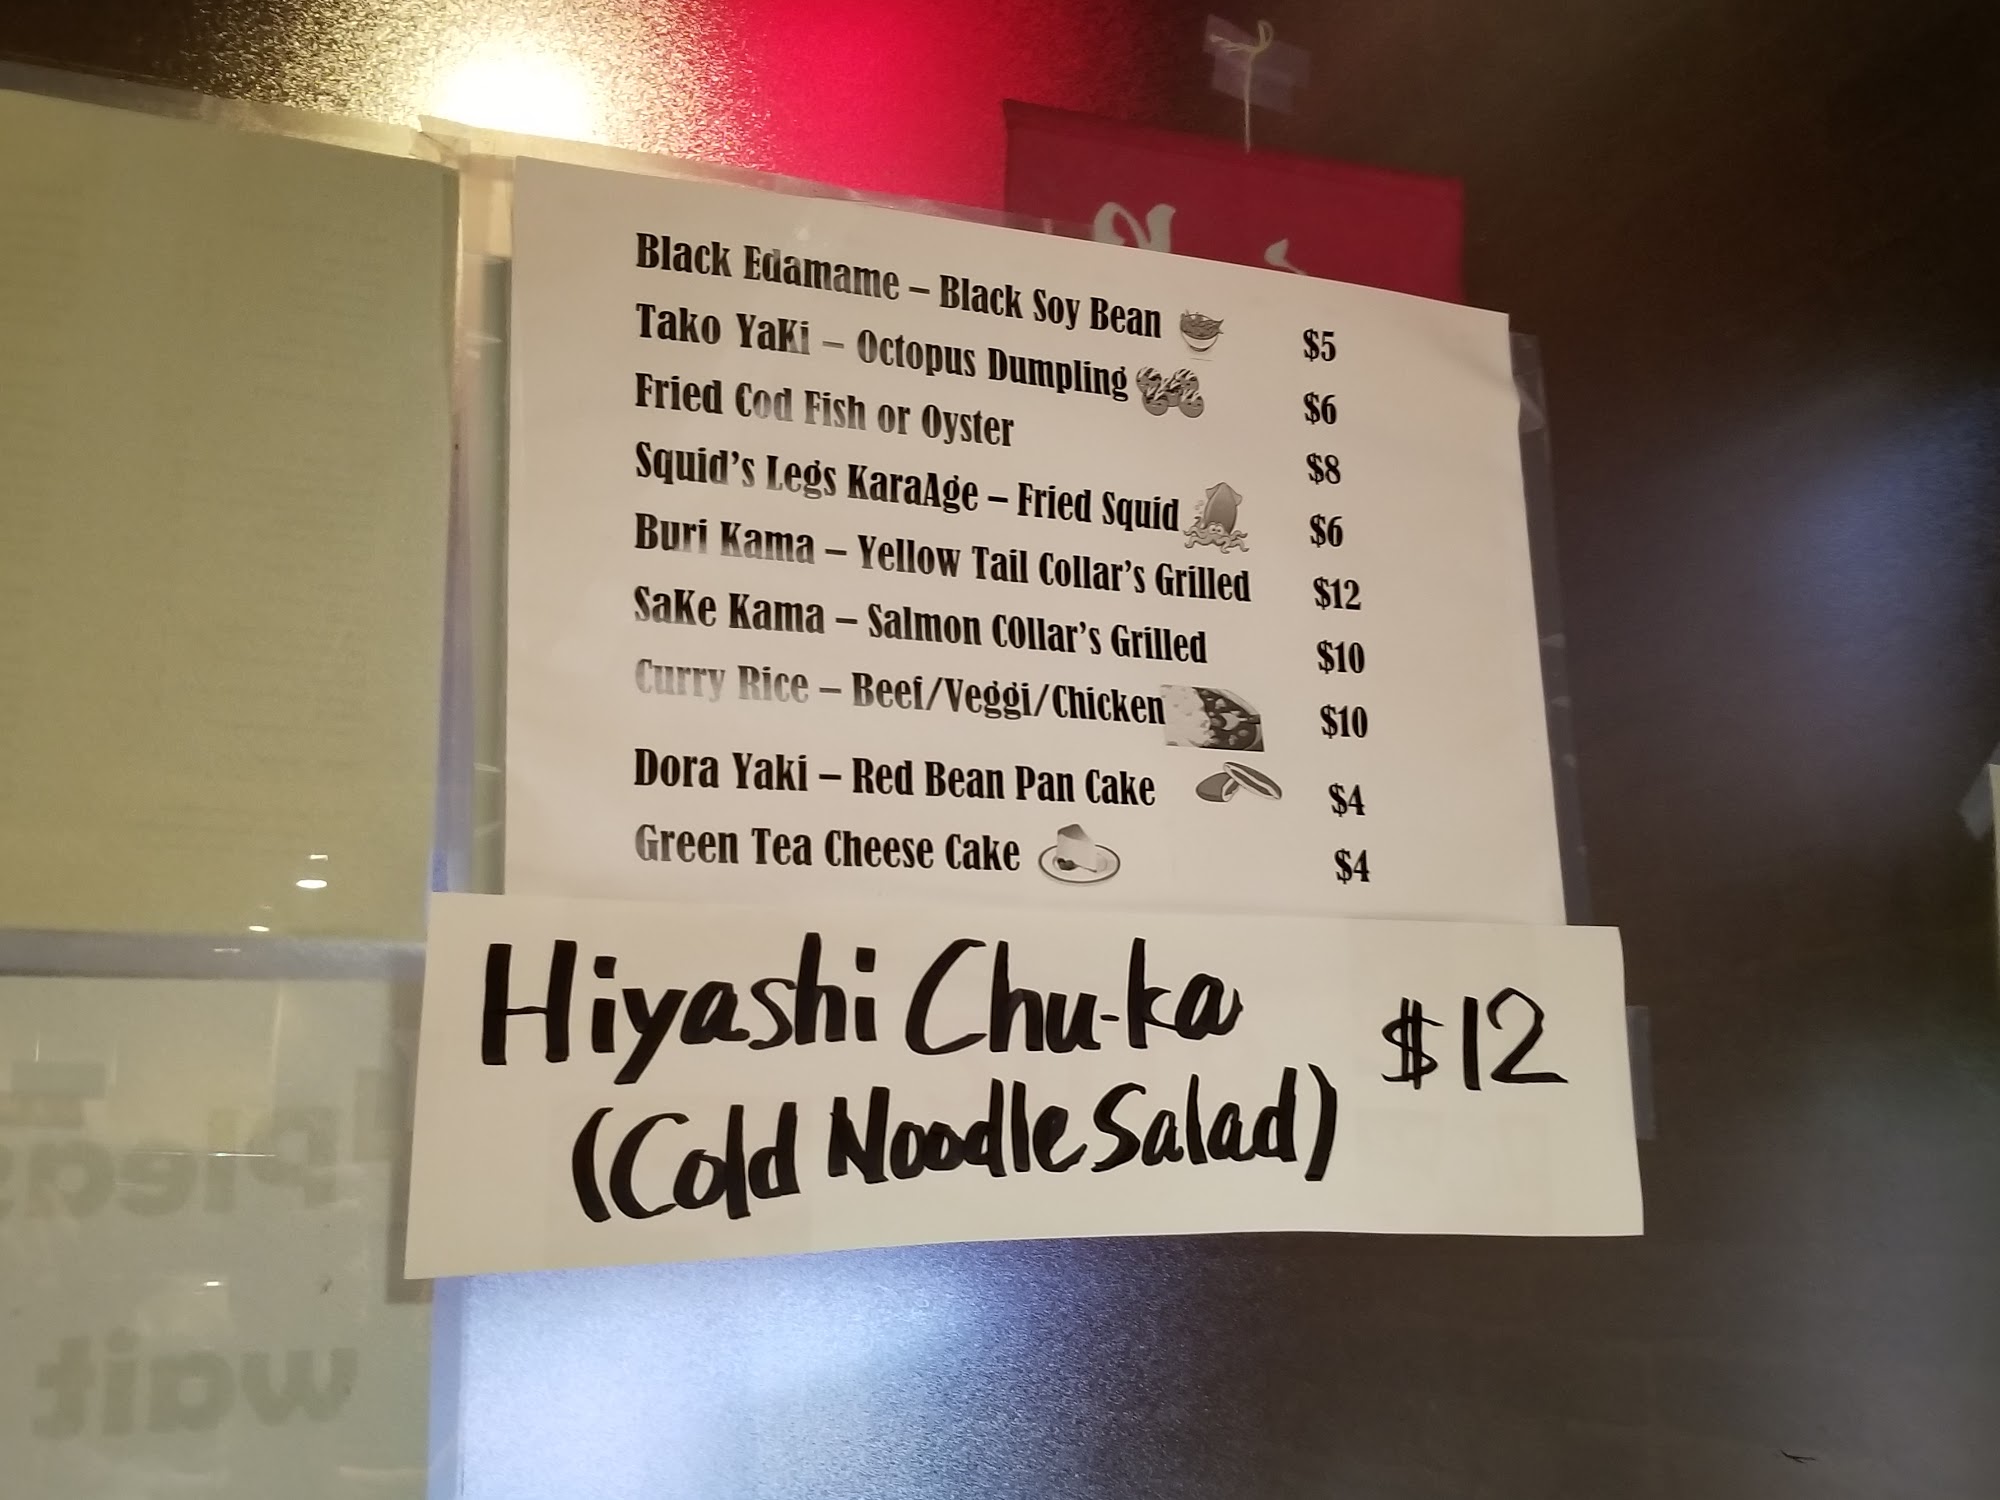 Black Edamame – Black Soy Bean $5
Tako YaKi – Octopus Dumpling $6
Fried Cod Fish or Oyster $8
Squid's Legs KaraAge – Fried Squid $6
Buri Kama – Yellow Tail Collar's Grilled $12
SaKe Kama – Salmon COllar's Grilled $10
Curry Rice – Beef/Veggi/Chicken $10
Dora Yaki – Red Bean Pan Cake $4
Green Tea Cheese Cake $4
Hiyashi Chu-ka $12
(Cold Noodle Salad)
please
wait